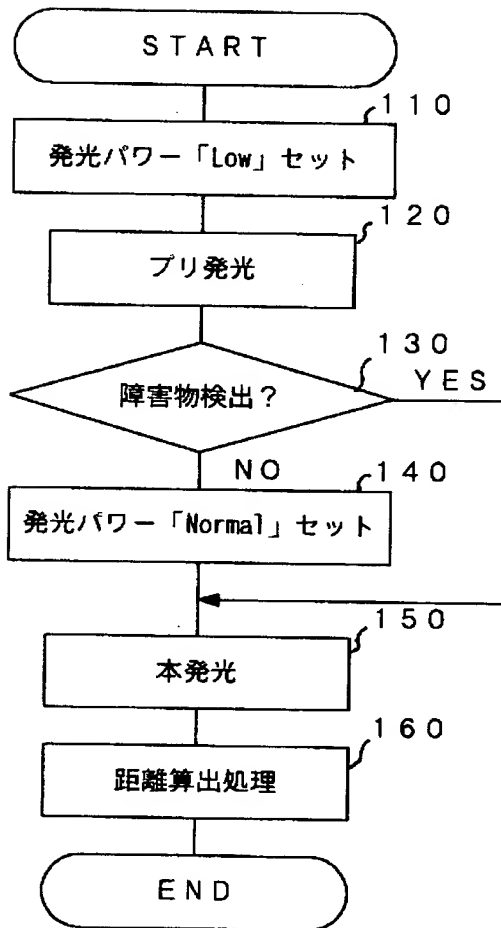 START
110
発光パワー「Low」セット
120
プリ発光
130
障害物検出?
YES
NO
140
発光パワー「Normal」セット
150
本発光
160
距離算出処理
END